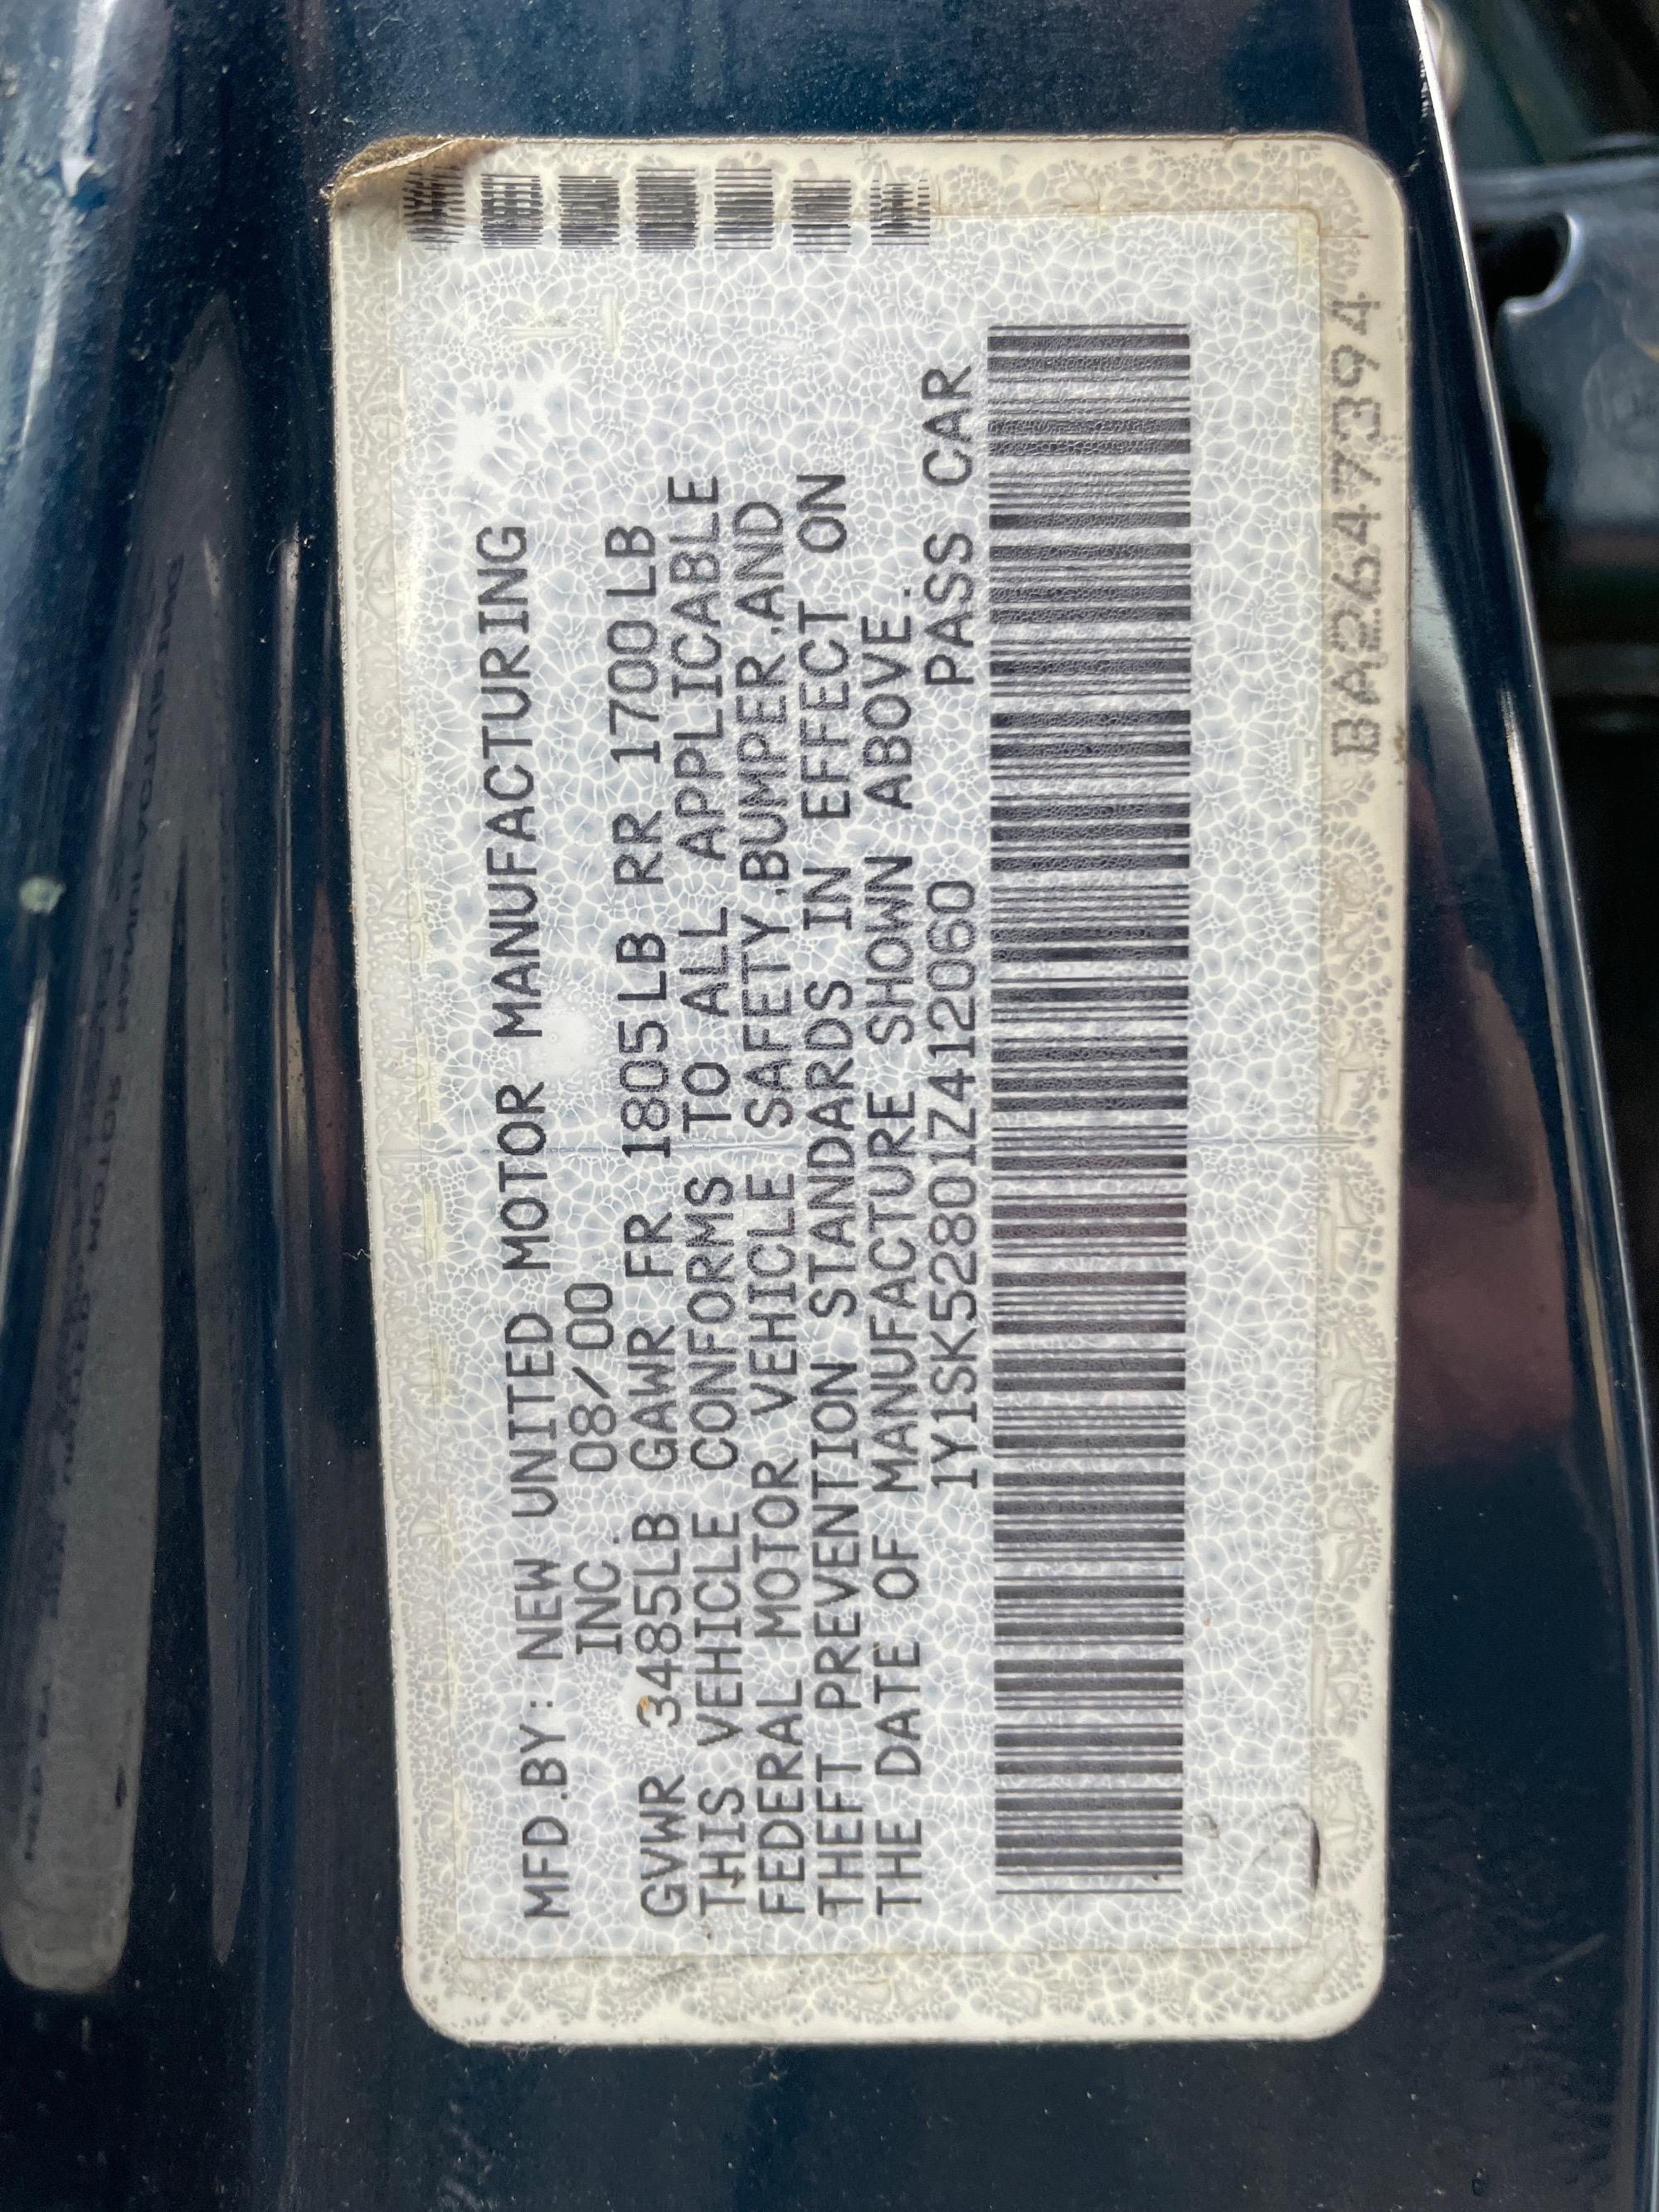 MFD.BY: NEW UNITED MOTOR MANUFACTURING
INC. 08/00
GVWR 3485LB GAWR FR 1805LB RR 1700LB
THIS VEHICLE CONFORMS TO ALL APPLICABLE
FEDERAL MOTOR VEHICLE SAFETY,BUMPER,AND
THEFT PREVENTION STANDARDS IN EFFECT ON
THE DATE OF MANUFACTURE SHOWN ABOVE.
1Y1SK52801Z412060 PASS CAR
BA2647394